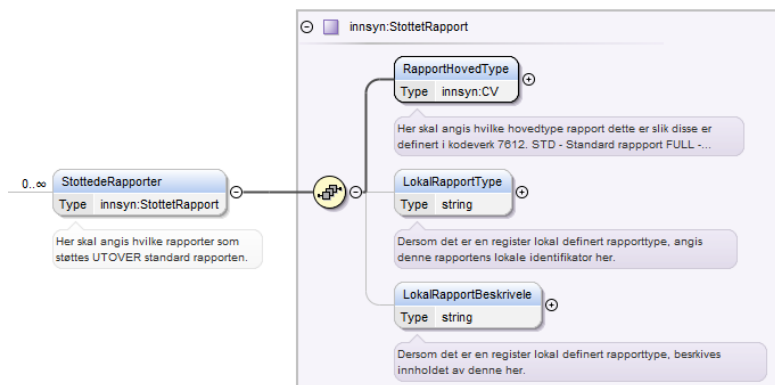 innsyn:StottetRapport
RapportHovedType
Type innsyn:CV
Her skal angis hvilke hovedtype rapport dette er slik disse er
definert i kodeverk 7612. STD - Standard rappport FULL -...
0..∞ StottedeRapporter
Type innsyn:StottetRapport
Her skal angis hvilke rapporter som
støttes UTOVER standard rapporten.
LokalRapportType
Type string
Dersom det er en register lokal definert rapporttype, angis
denne rapportens lokale identifikator her.
LokalRapportBeskrivele
Type string
Dersom det er en register lokal definert rapporttype, besrkives
innholdet av denne her.